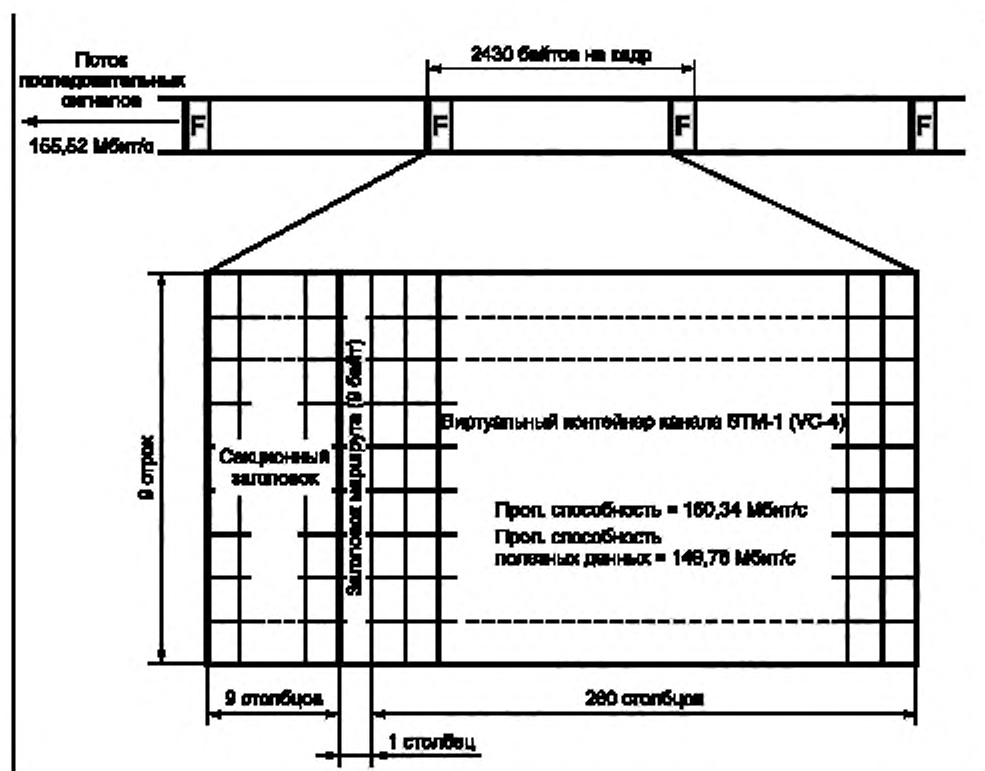 Поток
последовательных
сигналов
155,52 Мбит/с
2430 байтов на кадр
F
F
F
F
9 строк
Секционный
заголовок
Заголовок маршрута (9 байт)
Виртуальный контейнер канала STM-1 (VC-4)
Проп. способность = 150,34 Мбит/с
Проп. способность
полезных данных = 149,76 Мбит/с
9 столбцов
260 столбцов
1 столбец